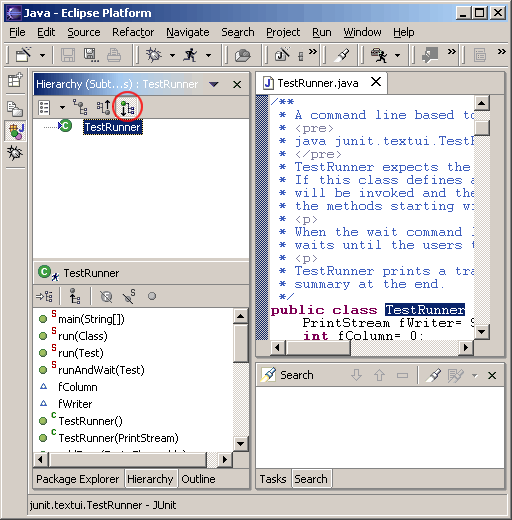 Java - Eclipse Platform
File Edit Source Refactor Navigate Search Project Run Window Help
Hierarchy (Subt...s) : TestRunner
TestRunner
TestRunner
main(String[])
run(Class)
run(Test)
runAndWait(Test)
fColumn
fWriter
TestRunner()
TestRunner(PrintStream)
Package Explorer Hierarchy Outline
TestRunner.java
/**
* A command line based to
* <pre>
* java junit.textui.TestR
* </pre>
* TestRunner expects the
* If this class defines a
* will be invoked and the
* the methods starting wi
* <p>
* When the wait command l
* waits until the users t
* <p>
* TestRunner prints a tra
* summary at the end.
*/
public class TestRunner
PrintStream fWriter= S
int fColumn= 0;
Search
Tasks Search
junit.textui.TestRunner - JUnit